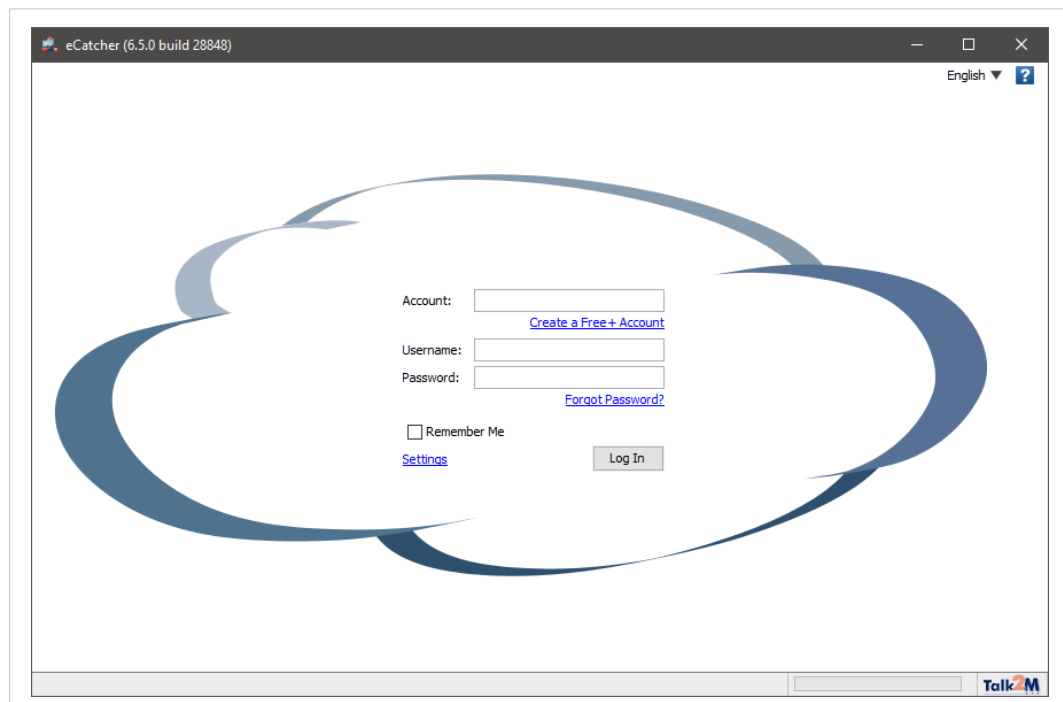 eCatcher (6.5.0 build 28848)
English ?
Account:
Create a Free+ Account
Username:
Password:
Forgot Password?
Remember Me
Settings Log In
Talk2M